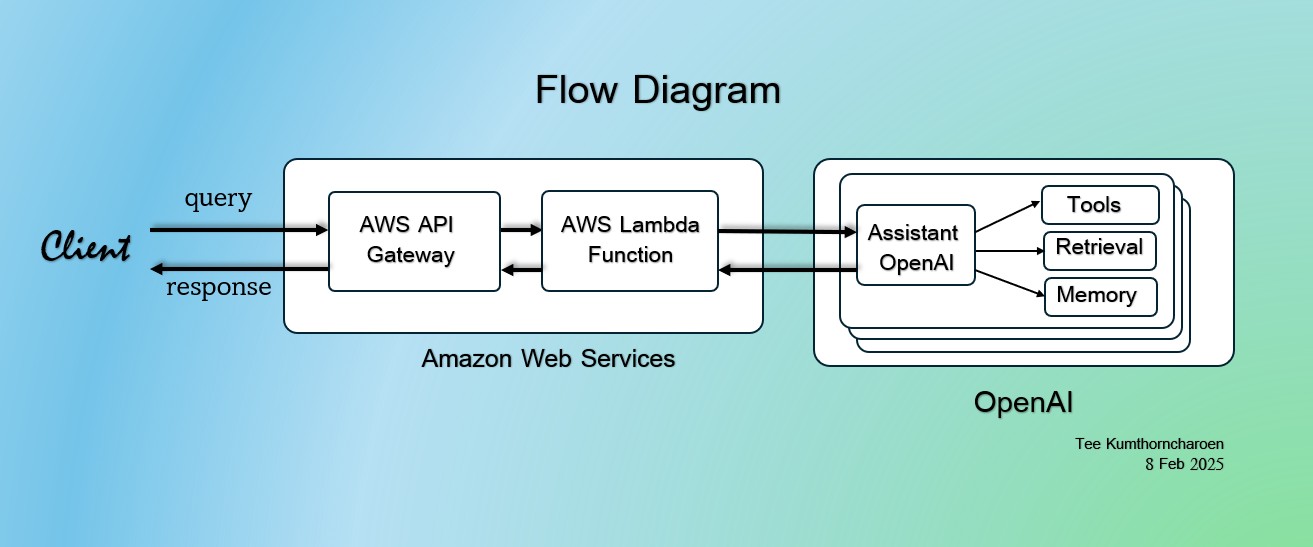 Flow Diagram
query
Client
response
AWS API
Gateway
AWS Lambda
Function
Amazon Web Services
Assistant
OpenAI
Tools
Retrieval
Memory
OpenAI
Tee Kumthorncharoen
8 Feb 2025